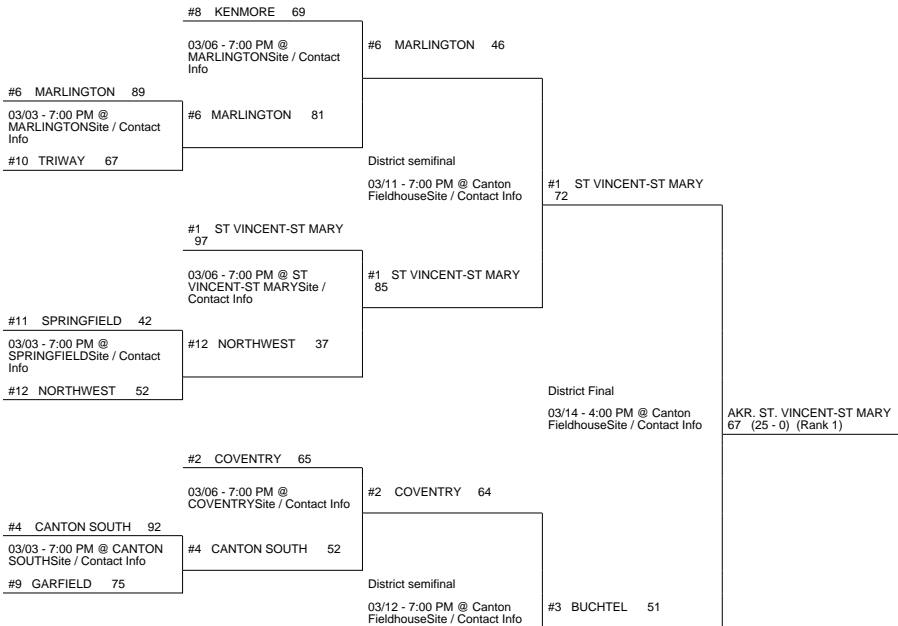 #8 KENMORE 69
03/06 - 7:00 PM @
MARLINGTONSite / Contact
Info
#6 MARLINGTON 46
#6 MARLINGTON 89
03/03 - 7:00 PM @
MARLINGTONSite / Contact
Info
#6 MARLINGTON 81
#10 TRIWAY 67
District semifinal
03/11 - 7:00 PM @ Canton
FieldhouseSite / Contact Info
#1 ST VINCENT-ST MARY
72
#1 ST VINCENT-ST MARY
97
03/06 - 7:00 PM @ ST
VINCENT-ST MARYSite /
Contact Info
#1 ST VINCENT-ST MARY
85
#11 SPRINGFIELD 42
03/03 - 7:00 PM @
SPRINGFIELDSite / Contact
Info
#12 NORTHWEST 37
#12 NORTHWEST 52
District Final
03/14 - 4:00 PM @ Canton
FieldhouseSite / Contact Info
AKR. ST. VINCENT-ST MARY
67 (25 - 0) (Rank 1)
#2 COVENTRY 65
03/06 - 7:00 PM @
COVENTRYSite / Contact Info
#2 COVENTRY 64
#4 CANTON SOUTH 92
03/03 - 7:00 PM @ CANTON
SOUTHSite / Contact Info
#4 CANTON SOUTH 52
#9 GARFIELD 75
District semifinal
03/12 - 7:00 PM @ Canton
FieldhouseSite / Contact Info
#3 BUCHTEL 51